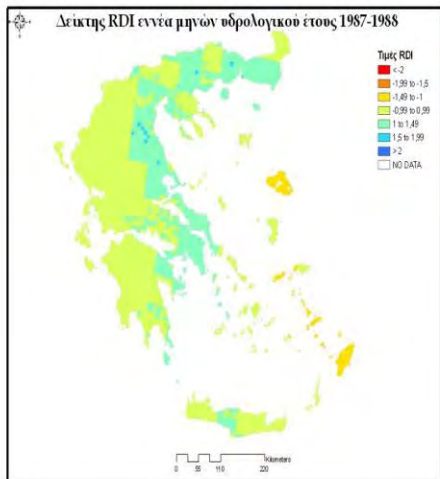 Δείκτης RDI εννέα μηνών υδρολογικού έτους 1987-1988
Τιμές RDI
<-2
-1,99 to -1,5
-1,49 to -1
-0,99 to 0,99
1 to 1,49
1,5 to 1,99
>2
NO DATA
Kilometers
0 55 110 220